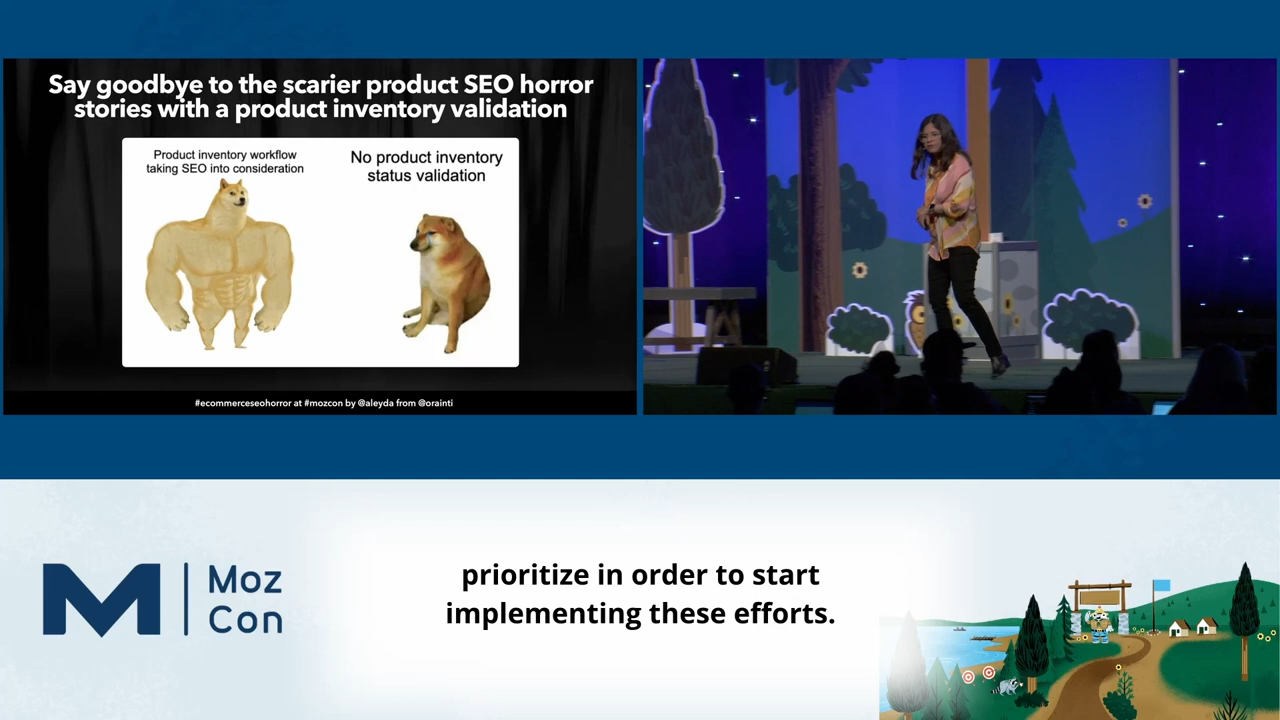 Say goodbye to the scarier product SEO horror
stories with a product inventory validation
Product inventory workflow
taking SEO into consideration
No product inventory
status validation
#ecommerceseohorror at #mozcon by @aleyda from @orainti
Moz
Con
prioritize in order to start
implementing these efforts.